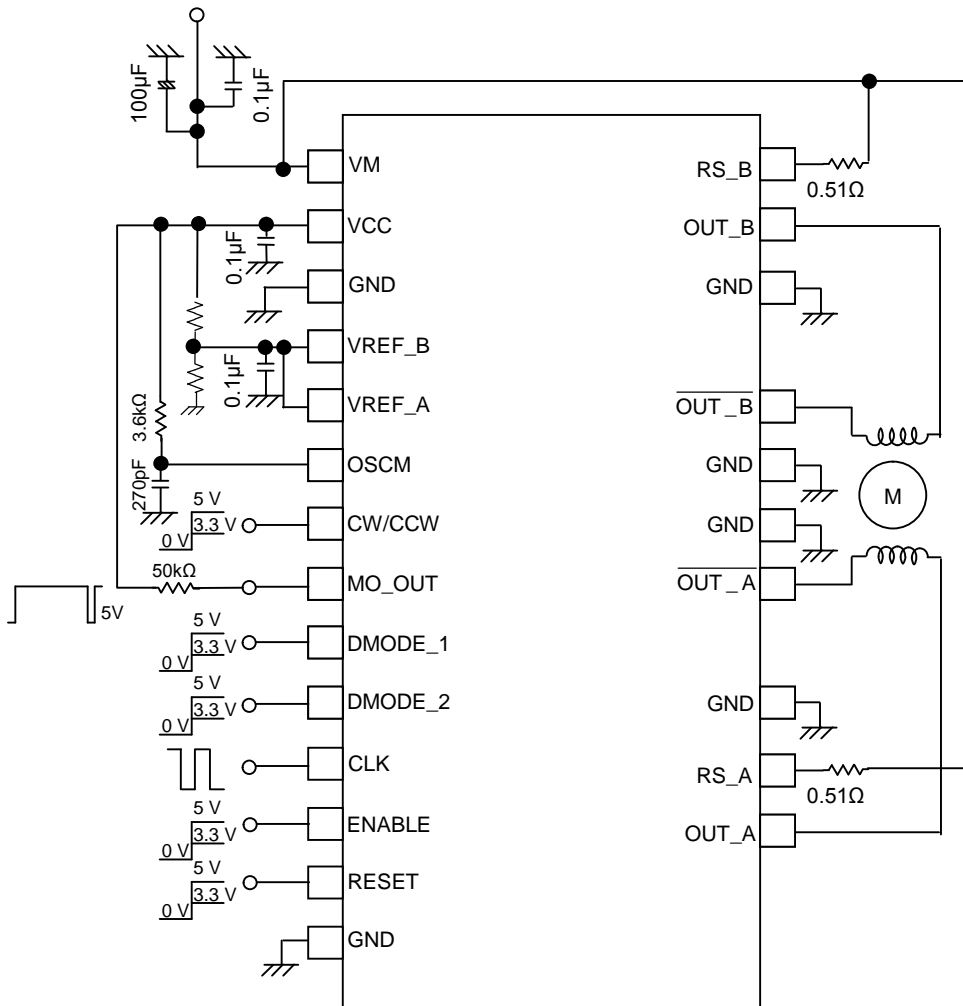 100µF
0.1µF
VM
RS_B
0.51Ω
VCC
OUT_B
0.1µF
GND
GND
VREF_B
0.1µF
VREF_A
OUT_B
3.6kΩ
270pF
OSCM
GND
5 V
3.3 V
0 V
CW/CCW
GND
M
50kΩ
MO_OUT
OUT_A
5V
5 V
3.3 V
0 V
DMODE_1
5 V
3.3 V
0 V
DMODE_2
GND
CLK
RS_A
0.51Ω
5 V
3.3 V
0 V
ENABLE
OUT_A
5 V
3.3 V
0 V
RESET
GND